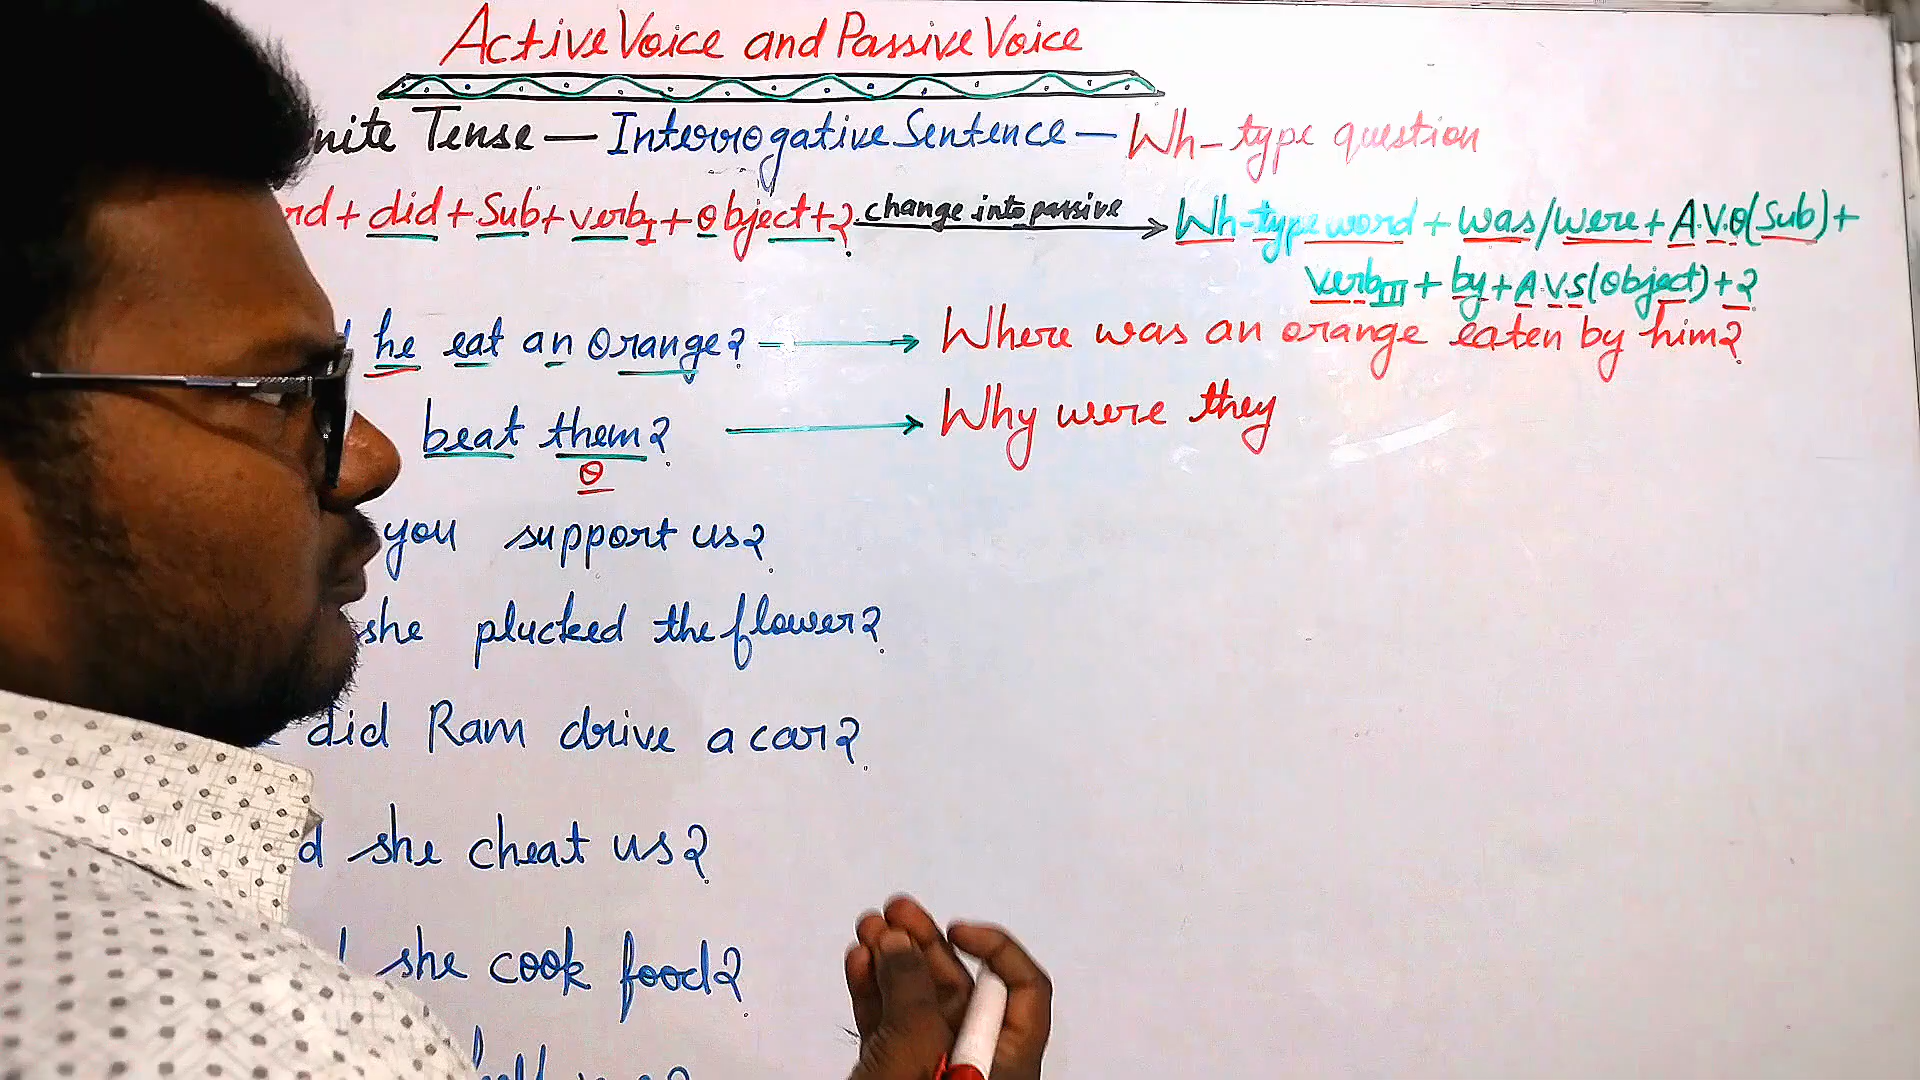 Active Voice and Passive Voice
nite Tense — Interrogative Sentence — Wh-type question
rd + did + Sub + verb I + Object + ? change into passive → Wh-type word + was/were + A.V.O(Sub) +
verb III + by + A.V.S(Object) + ?
he eat an Orange? → Where was an orange eaten by him?
beat them? → Why were they
O
you support us?
she plucked the flower?
did Ram drive a car?
d she cheat us?
she cook food?